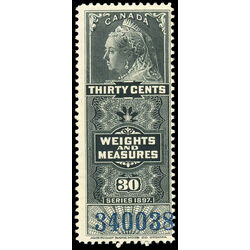 CANADA
THIRTY CENTS
WEIGHTS
AND
MEASURES
30
SERIES 1897.
340038